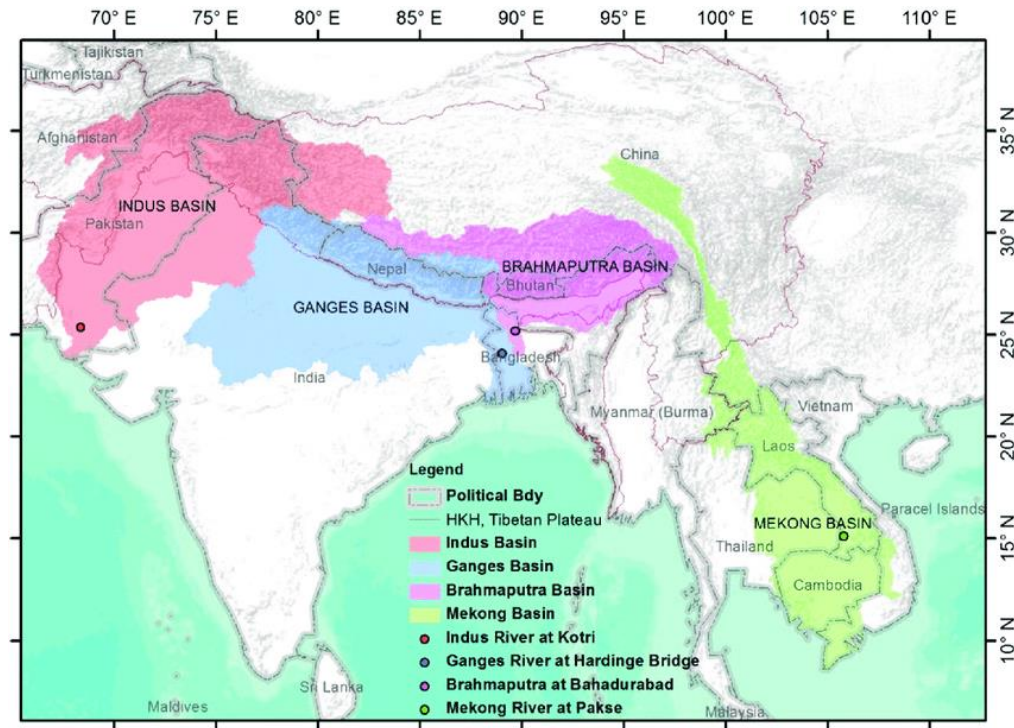 70° E 75° E 80° E 85° E 90° E 95° E 100° E 105° E 110° E
Tajikistan
Turkmenistan
Afghanistan
35° N
China
INDUS BASIN
Pakistan
30° N
Nepal
BRAHMAPUTRA BASIN
Bhutan
GANGES BASIN
25° N
Bangladesh
India
Myanmar (Burma)
Vietnam
20° N
Laos
Legend
Political Bdy
HKH, Tibetan Plateau
Indus Basin
Ganges Basin
Brahmaputra Basin
Mekong Basin
Indus River at Kotri
Ganges River at Hardinge Bridge
Brahmaputra at Bahadurabad
Mekong River at Pakse
Paracel Islands
MEKONG BASIN
15° N
Thailand
Cambodia
10° N
Sri Lanka
Maldives
Malaysia